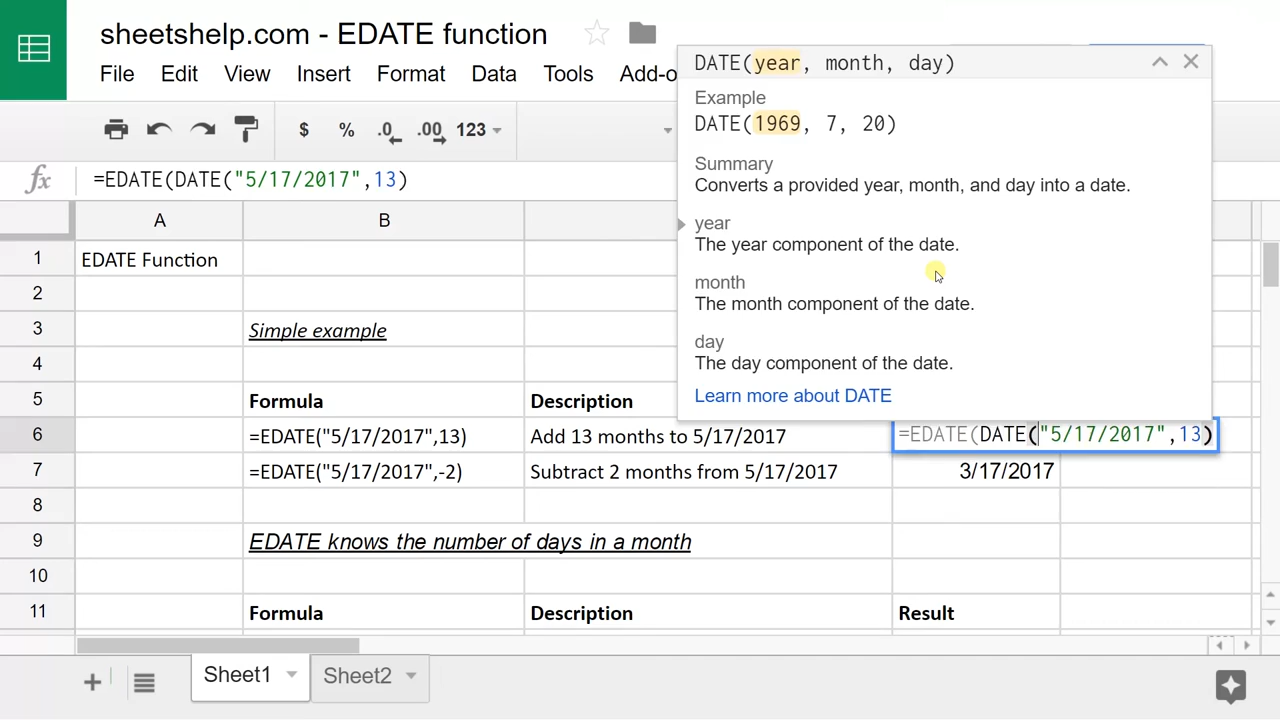 sheetshelp.com - EDATE function
File Edit View Insert Format Data Tools Add-o
$ % .0 .00 123
fx =EDATE(DATE("5/17/2017",13)
DATE(year, month, day)
Example
DATE(1969, 7, 20)
Summary
Converts a provided year, month, and day into a date.
year
The year component of the date.
month
The month component of the date.
day
The day component of the date.
Learn more about DATE
A B
1 EDATE Function
2
3 Simple example
4
5 Formula Description
6 =EDATE("5/17/2017",13) Add 13 months to 5/17/2017 =EDATE(DATE("5/17/2017",13)
7 =EDATE("5/17/2017",-2) Subtract 2 months from 5/17/2017 3/17/2017
8
9 EDATE knows the number of days in a month
10
11 Formula Description Result
Sheet1 Sheet2